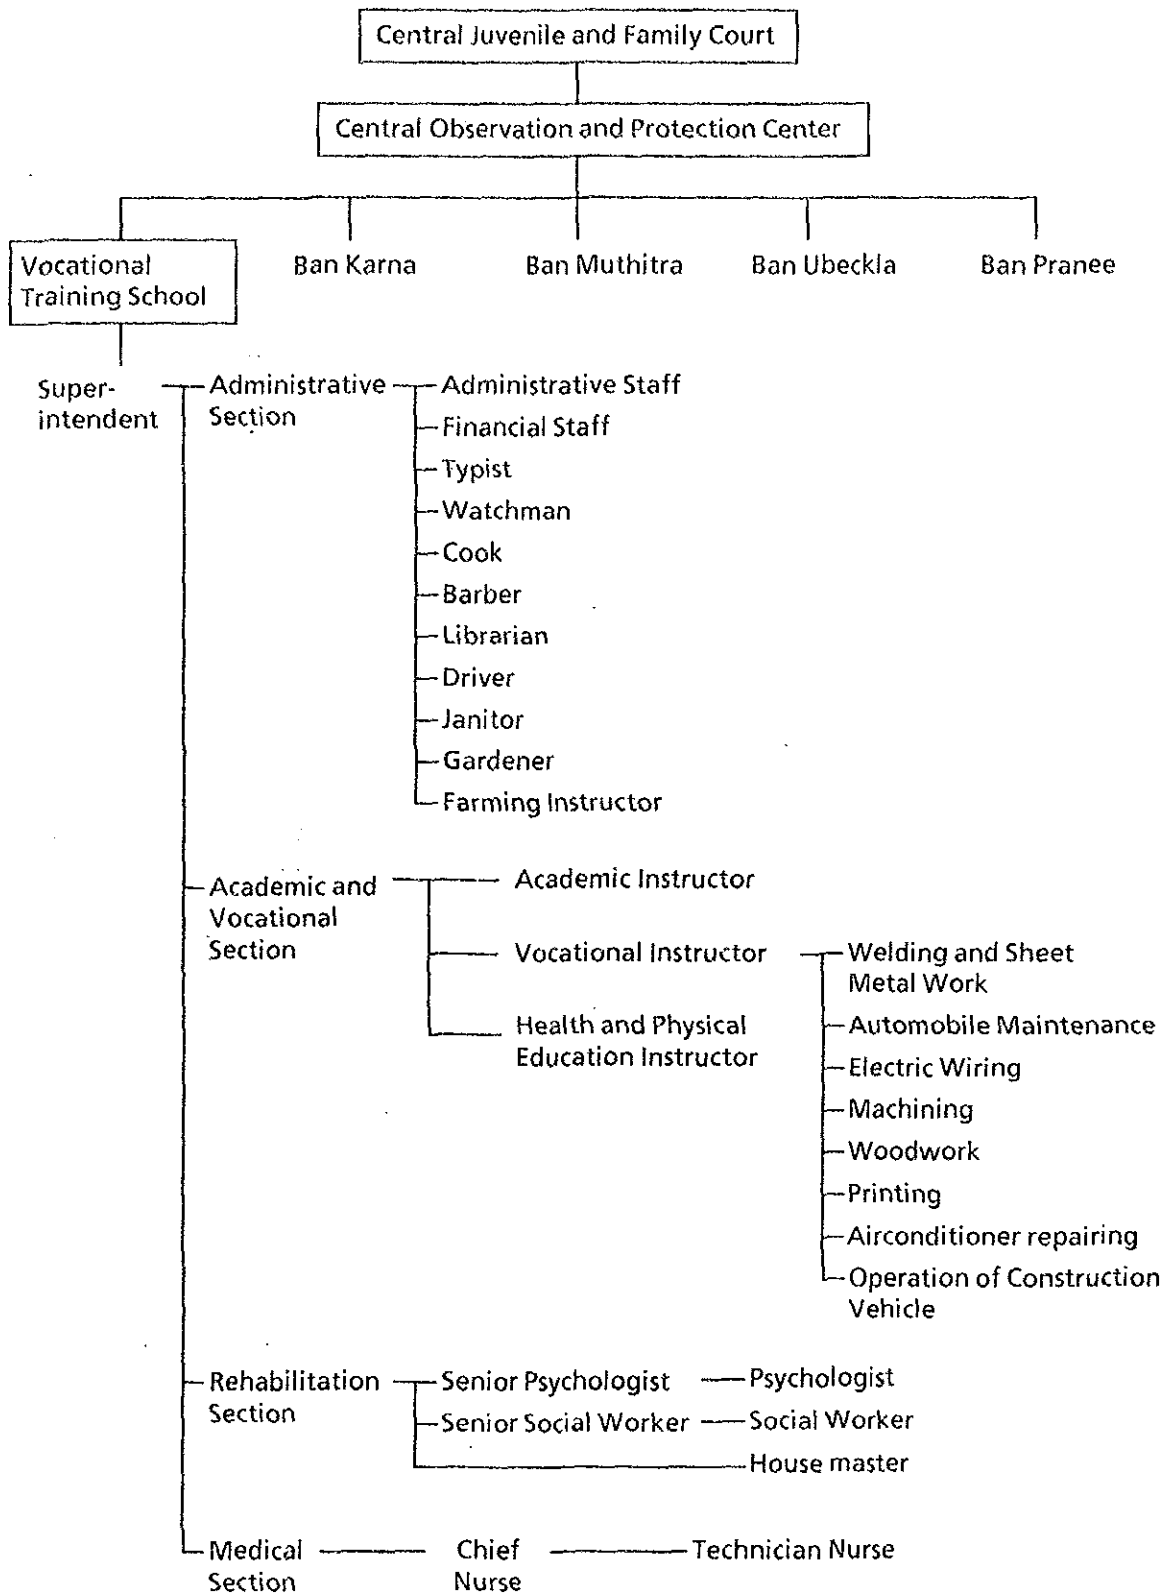 Central Juvenile and Family Court
Central Observation and Protection Center
Vocational
Training School
Ban Karna
Ban Muthitra
Ban Ubeckla
Ban Pranee
Super-
intendent
Administrative
Section
Administrative Staff
Financial Staff
Typist
Watchman
Cook
Barber
Librarian
Driver
Janitor
Gardener
Farming Instructor
Academic and
Vocational
Section
Academic Instructor
Vocational Instructor
Health and Physical
Education Instructor
Welding and Sheet
Metal Work
Automobile Maintenance
Electric Wiring
Machining
Woodwork
Printing
Airconditioner repairing
Operation of Construction
Vehicle
Rehabilitation
Section
Senior Psychologist
Psychologist
Senior Social Worker
Social Worker
House master
Medical
Section
Chief
Nurse
Technician Nurse